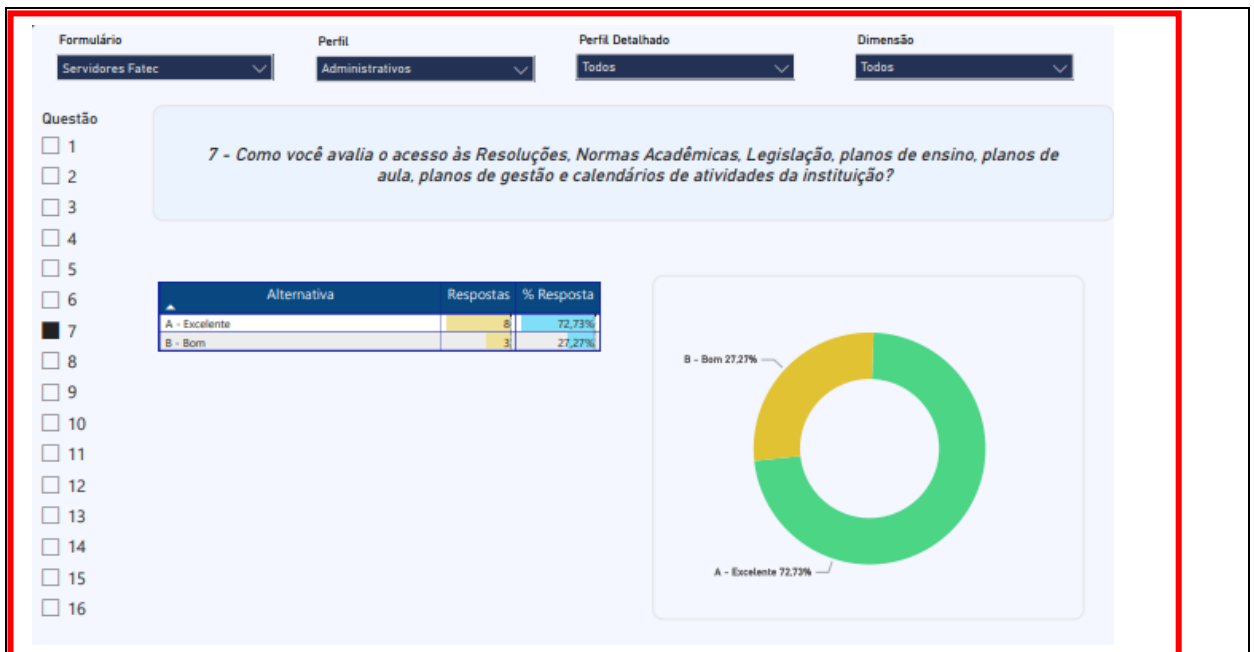 Formulário Perfil Perfil Detalhado Dimensão
Servidores Fatec Administrativos Todos Todos
Questão
1
2
3
4
5
6
7
8
9
10
11
12
13
14
15
16
7 - Como você avalia o acesso às Resoluções, Normas Acadêmicas, Legislação, planos de ensino, planos de
aula, planos de gestão e calendários de atividades da instituição?
Alternativa Respostas % Resposta
A - Excelente 8 72,73%
B - Bom 3 27,27%
B - Bom 27,27%
A - Excelente 72,73%